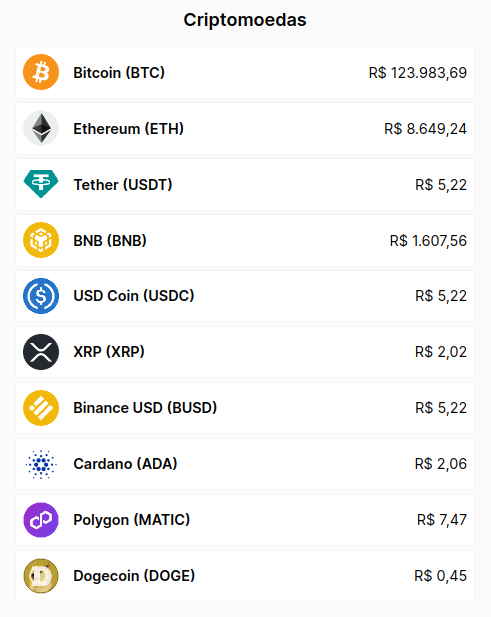 Criptomoedas
Bitcoin (BTC) R$ 123.983,69
Ethereum (ETH) R$ 8.649,24
Tether (USDT) R$ 5,22
BNB (BNB) R$ 1.607,56
USD Coin (USDC) R$ 5,22
XRP (XRP) R$ 2,02
Binance USD (BUSD) R$ 5,22
Cardano (ADA) R$ 2,06
Polygon (MATIC) R$ 7,47
Dogecoin (DOGE) R$ 0,45